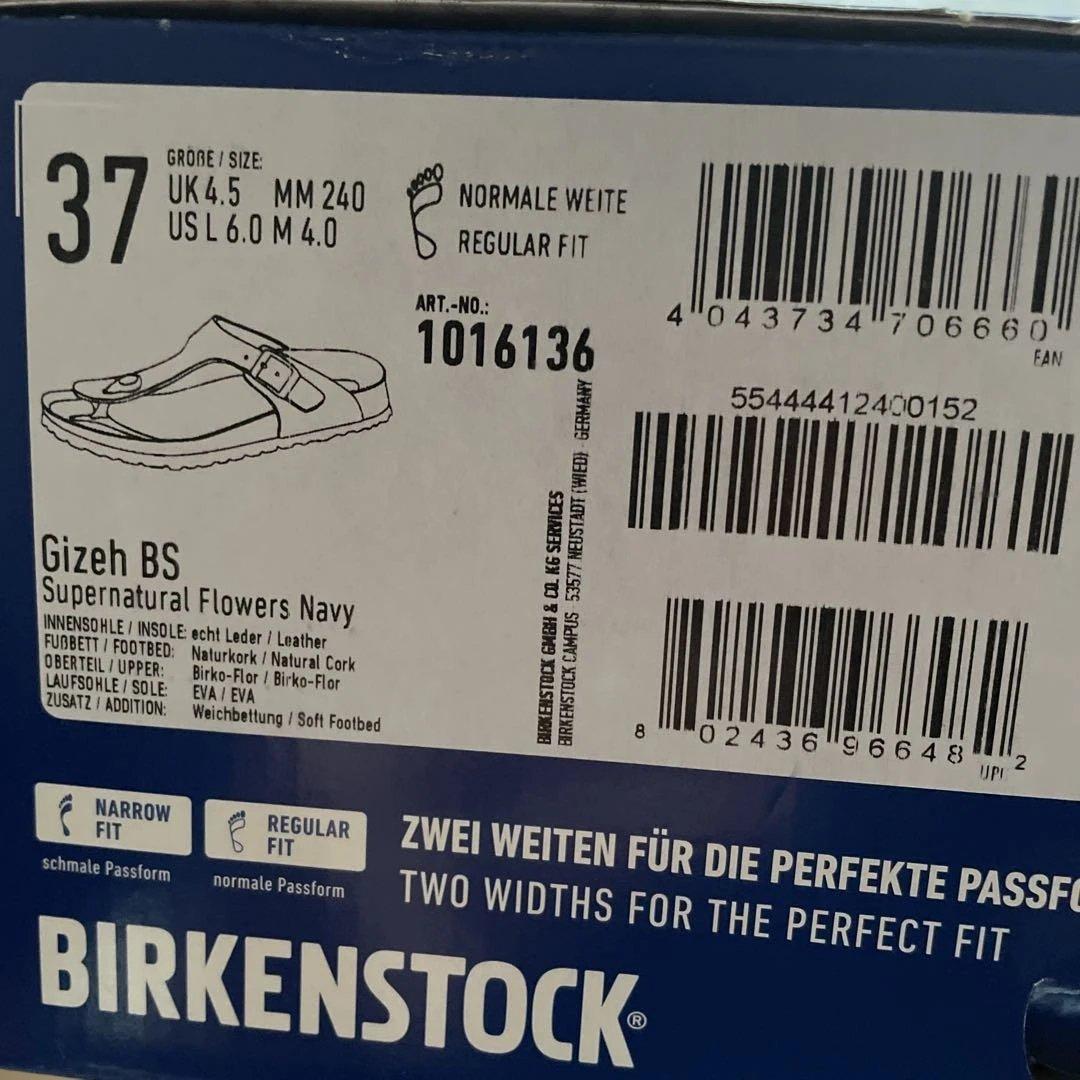 37
GRÖßE / SIZE:
UK 4.5 MM 240
US L 6.0 M 4.0
NORMALE WEITE
REGULAR FIT
ART.-NO.:
1016136
4 043734 706660
EAN
55444412400152
8 02436 96648 2
UPC
Gizeh BS
Supernatural Flowers Navy
INNENSOHLE / INSOLE: echt Leder / Leather
FUßBETT / FOOTBED: Naturkork / Natural Cork
OBERTEIL / UPPER: Birko-Flor / Birko-Flor
LAUFSOHLE / SOLE: EVA / EVA
ZUSATZ / ADDITION: Weichbettung / Soft Footbed
BIRKENSTOCK GMBH & CO. KG SERVICES
BIRKENSTOCK CAMPUS · 53577 NEUSTADT (WIED) · GERMANY
NARROW
FIT
schmale Passform
REGULAR
FIT
normale Passform
ZWEI WEITEN FÜR DIE PERFEKTE PASSFO
TWO WIDTHS FOR THE PERFECT FIT
BIRKENSTOCK®